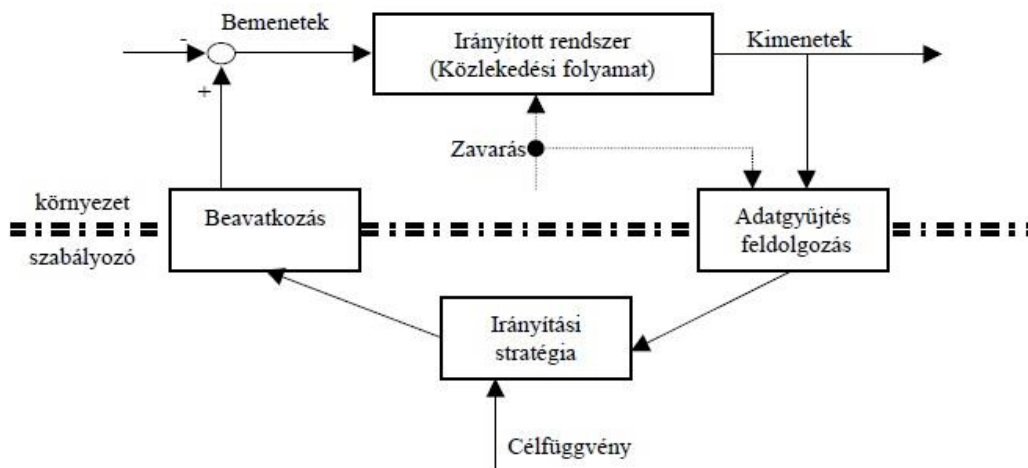 -
Bemenetek
Irányított rendszer
(Közlekedési folyamat)
Kimenetek
+
Zavarás
környezet
szabályozó
Beavatkozás
Adatgyűjtés
feldolgozás
Irányítási
stratégia
Célfüggvény